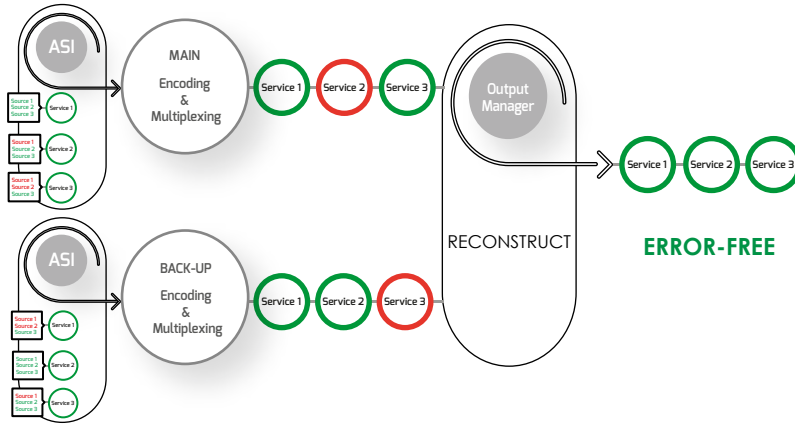 ASI
Source 1
Source 2
Source 3
Service 1
Source 1
Source 2
Source 3
Service 2
Source 1
Source 2
Source 3
Service 3
MAIN
Encoding
&
Multiplexing
Service 1
Service 2
Service 3
ASI
Source 1
Source 2
Source 3
Service 1
Source 1
Source 2
Source 3
Service 2
Source 1
Source 2
Source 3
Service 3
BACK-UP
Encoding
&
Multiplexing
Service 1
Service 2
Service 3
Output
Manager
RECONSTRUCT
Service 1
Service 2
Service 3
ERROR-FREE